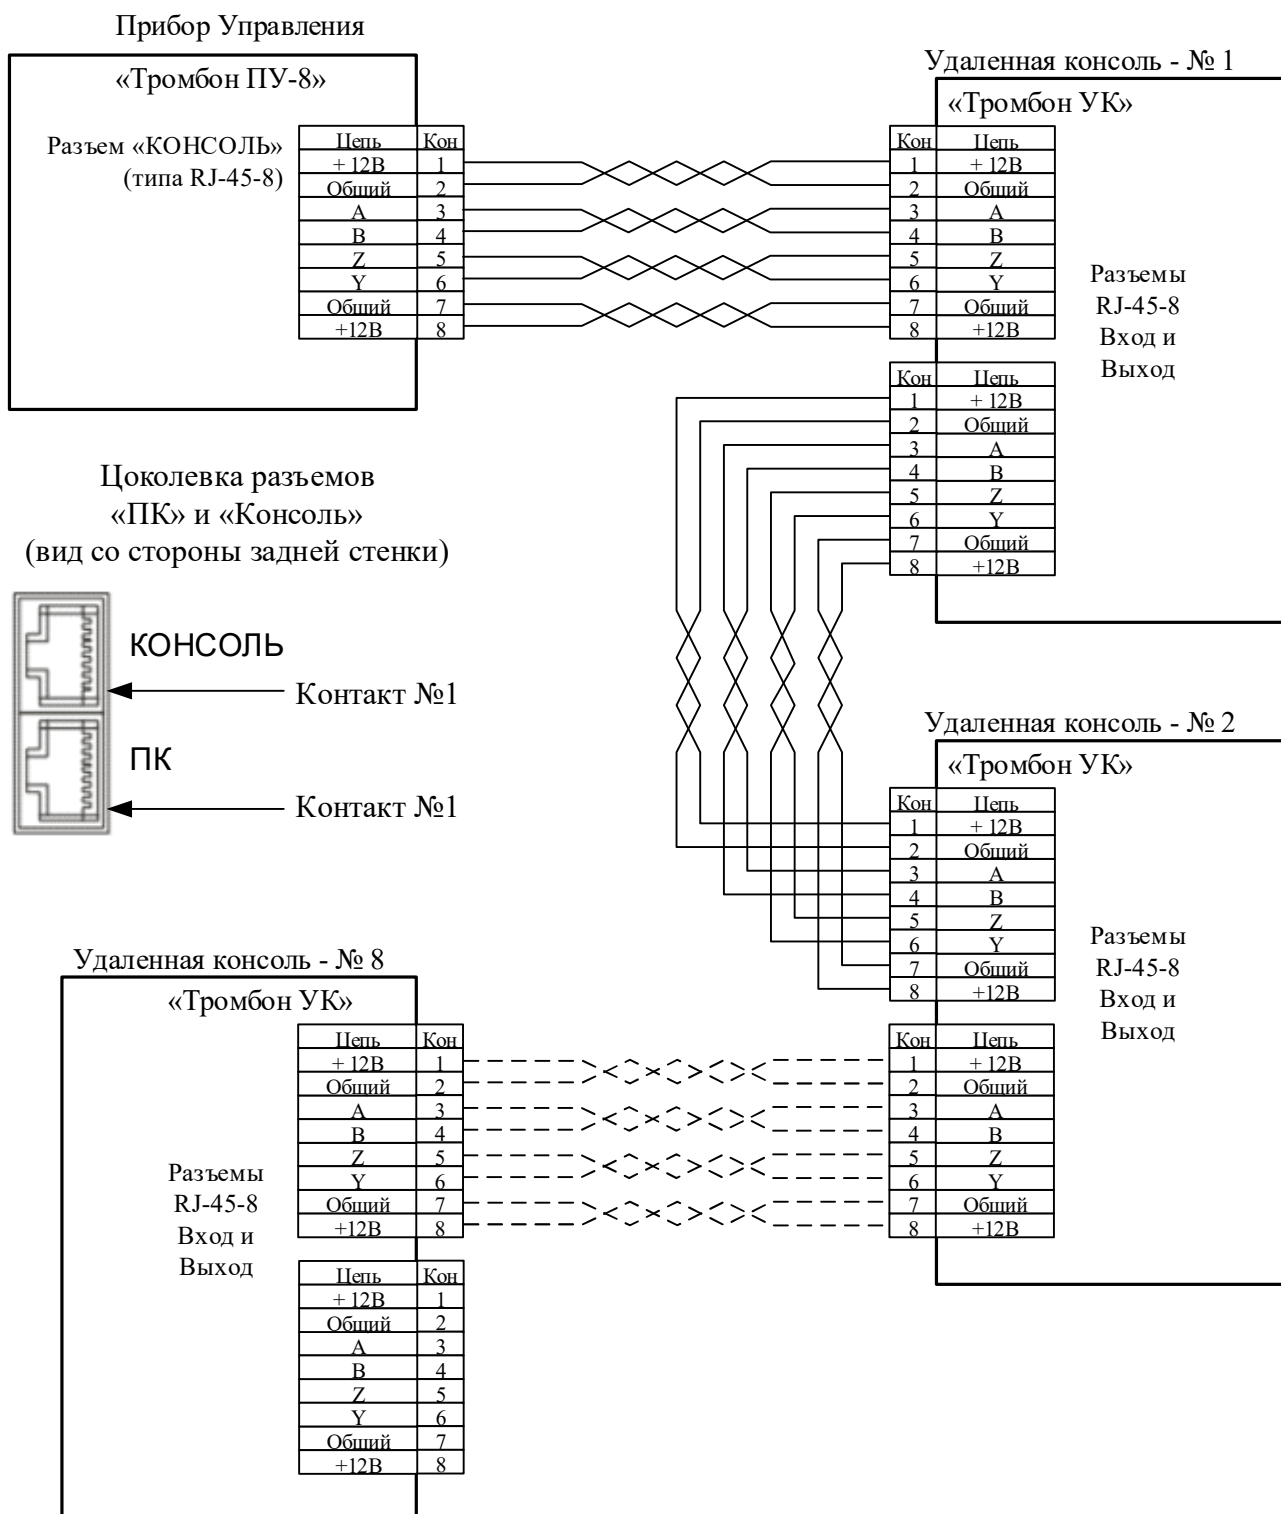 Прибор Управления
«Тромбон ПУ-8»
Разъем «КОНСОЛЬ»
(типа RJ-45-8)
Цепь Кон
+ 12В 1
Общий 2
A 3
B 4
Z 5
Y 6
Общий 7
+12В 8
Удаленная консоль - № 1
«Тромбон УК»
Кон Цепь
1 + 12В
2 Общий
3 A
4 B
5 Z
6 Y
7 Общий
8 +12В
Разъемы
RJ-45-8
Вход и
Выход
Кон Цепь
1 + 12В
2 Общий
3 A
4 B
5 Z
6 Y
7 Общий
8 +12В
Цоколевка разъемов
«ПК» и «Консоль»
(вид со стороны задней стенки)
КОНСОЛЬ
Контакт №1
ПК
Контакт №1
Удаленная консоль - № 2
«Тромбон УК»
Кон Цепь
1 + 12В
2 Общий
3 A
4 B
5 Z
6 Y
7 Общий
8 +12В
Разъемы
RJ-45-8
Вход и
Выход
Кон Цепь
1 + 12В
2 Общий
3 A
4 B
5 Z
6 Y
7 Общий
8 +12В
Удаленная консоль - № 8
«Тромбон УК»
Цепь Кон
+ 12В 1
Общий 2
A 3
B 4
Z 5
Y 6
Общий 7
+12В 8
Разъемы
RJ-45-8
Вход и
Выход
Цепь Кон
+ 12В 1
Общий 2
A 3
B 4
Z 5
Y 6
Общий 7
+12В 8